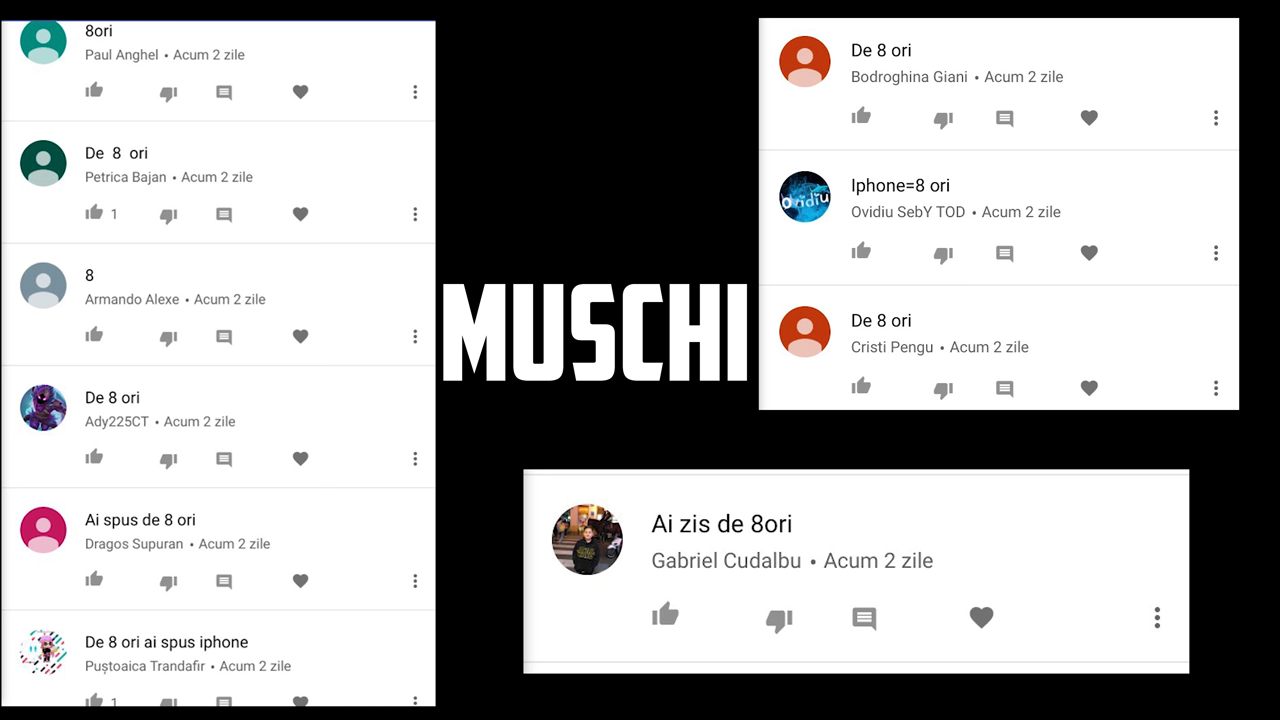 8ori
Paul Anghel • Acum 2 zile
De 8 ori
Petrica Bajan • Acum 2 zile
1
8
Armando Alexe • Acum 2 zile
De 8 ori
Ady225CT • Acum 2 zile
Ai spus de 8 ori
Dragos Supuran • Acum 2 zile
De 8 ori ai spus iphone
Puștoaica Trandafir • Acum 2 zile
1
MUSCHI
De 8 ori
Bodroghina Giani • Acum 2 zile
Ovidiu
Iphone=8 ori
Ovidiu SebY TOD • Acum 2 zile
De 8 ori
Cristi Pengu • Acum 2 zile
Ai zis de 8ori
Gabriel Cudalbu • Acum 2 zile